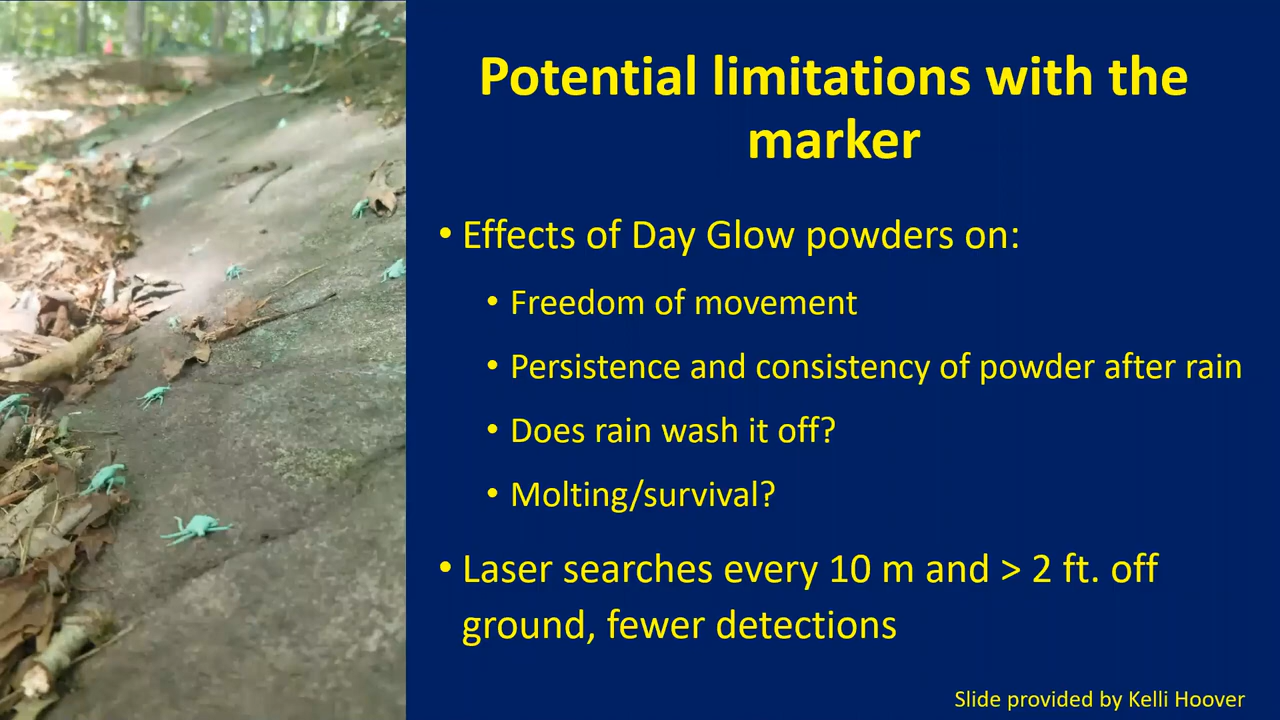 Potential limitations with the
marker
• Effects of Day Glow powders on:
• Freedom of movement
• Persistence and consistency of powder after rain
• Does rain wash it off?
• Molting/survival?
• Laser searches every 10 m and > 2 ft. off
ground, fewer detections
Slide provided by Kelli Hoover